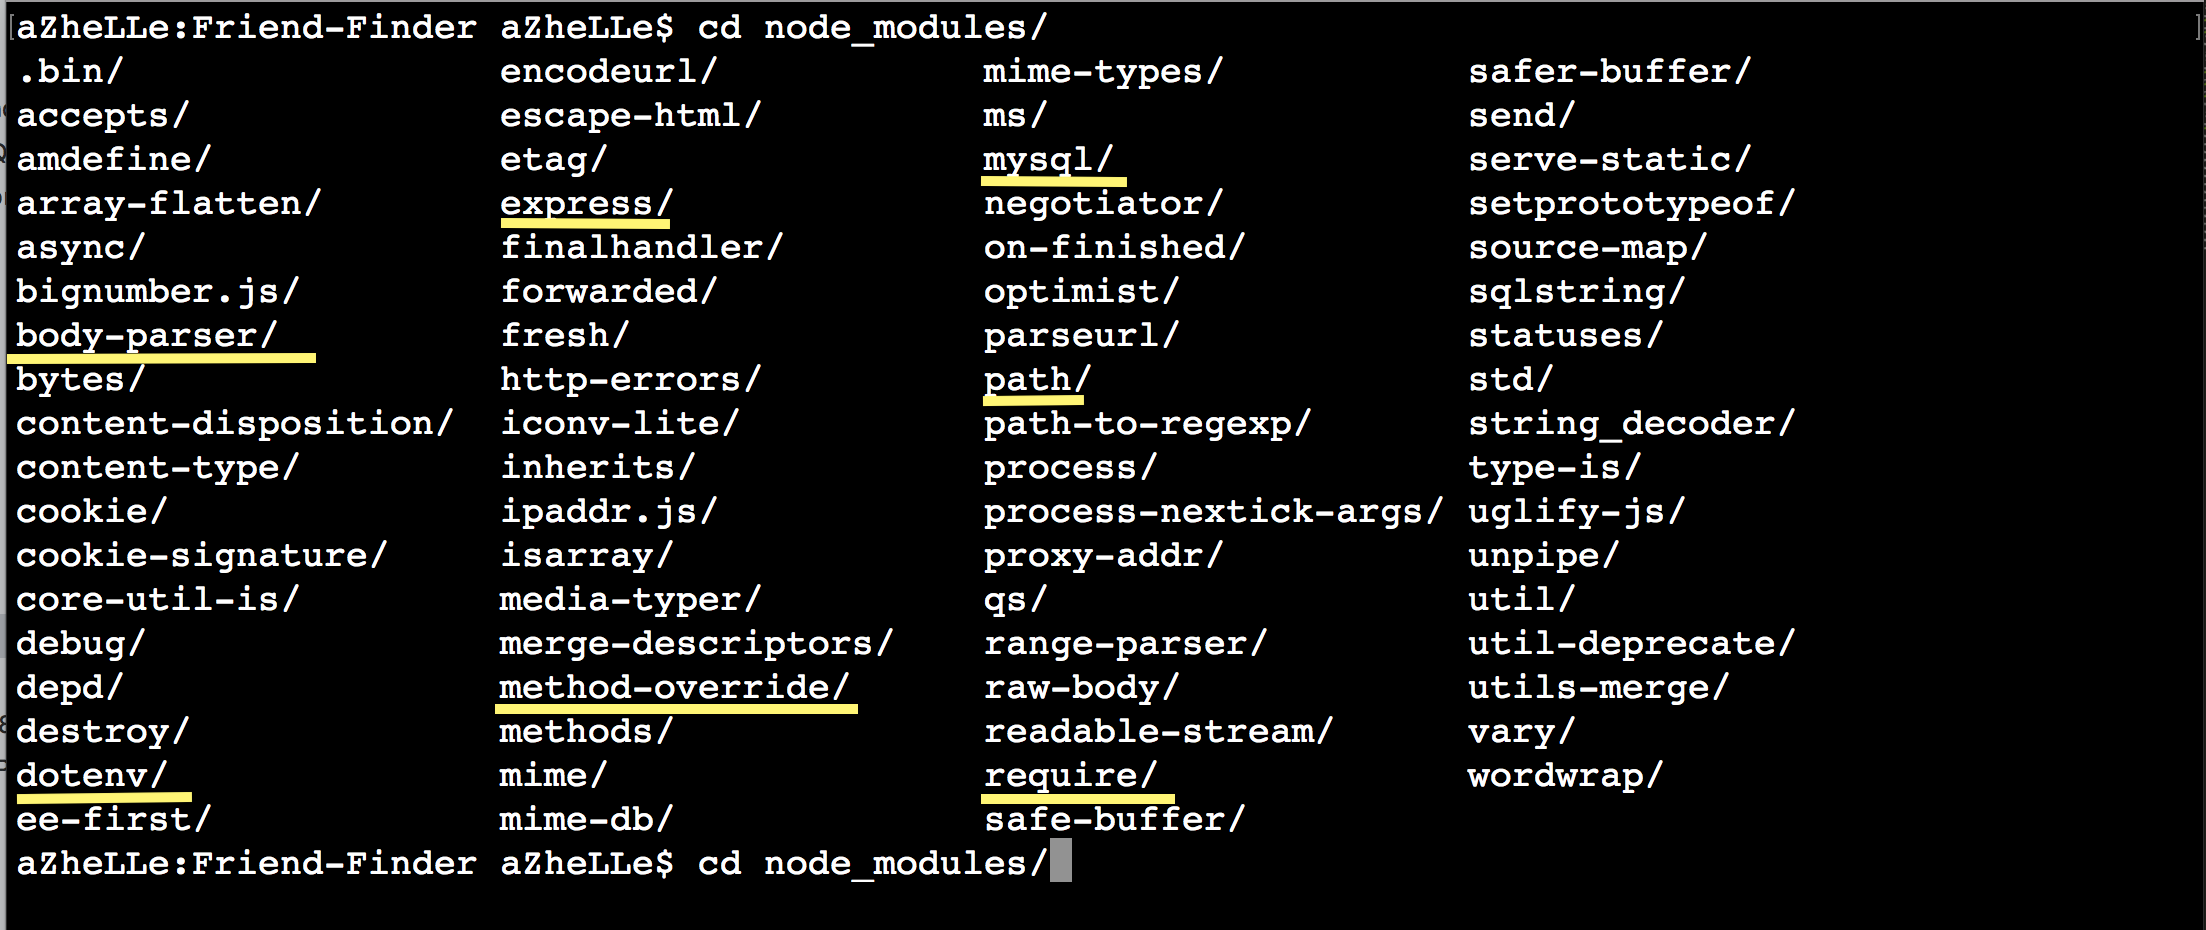 aZheLLe:Friend-Finder aZheLLe$ cd node_modules/
.bin/ encodeurl/ mime-types/ safer-buffer/
accepts/ escape-html/ ms/ send/
amdefine/ etag/ mysql/ serve-static/
array-flatten/ express/ negotiator/ setprototypeof/
async/ finalhandler/ on-finished/ source-map/
bignumber.js/ forwarded/ optimist/ sqlstring/
body-parser/ fresh/ parseurl/ statuses/
bytes/ http-errors/ path/ std/
content-disposition/ iconv-lite/ path-to-regexp/ string_decoder/
content-type/ inherits/ process/ type-is/
cookie/ ipaddr.js/ process-nextick-args/ uglify-js/
cookie-signature/ isarray/ proxy-addr/ unpipe/
core-util-is/ media-typer/ qs/ util/
debug/ merge-descriptors/ range-parser/ util-deprecate/
depd/ method-override/ raw-body/ utils-merge/
destroy/ methods/ readable-stream/ vary/
dotenv/ mime/ require/ wordwrap/
ee-first/ mime-db/ safe-buffer/
aZheLLe:Friend-Finder aZheLLe$ cd node_modules/